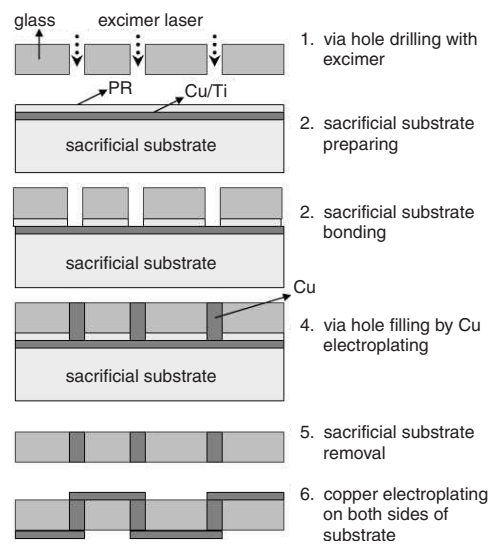 glass
excimer laser
1. via hole drilling with
excimer
PR
Cu/Ti
sacrificial substrate
2. sacrificial substrate
preparing
2. sacrificial substrate
bonding
sacrificial substrate
Cu
4. via hole filling by Cu
electroplating
sacrificial substrate
5. sacrificial substrate
removal
6. copper electroplating
on both sides of
substrate